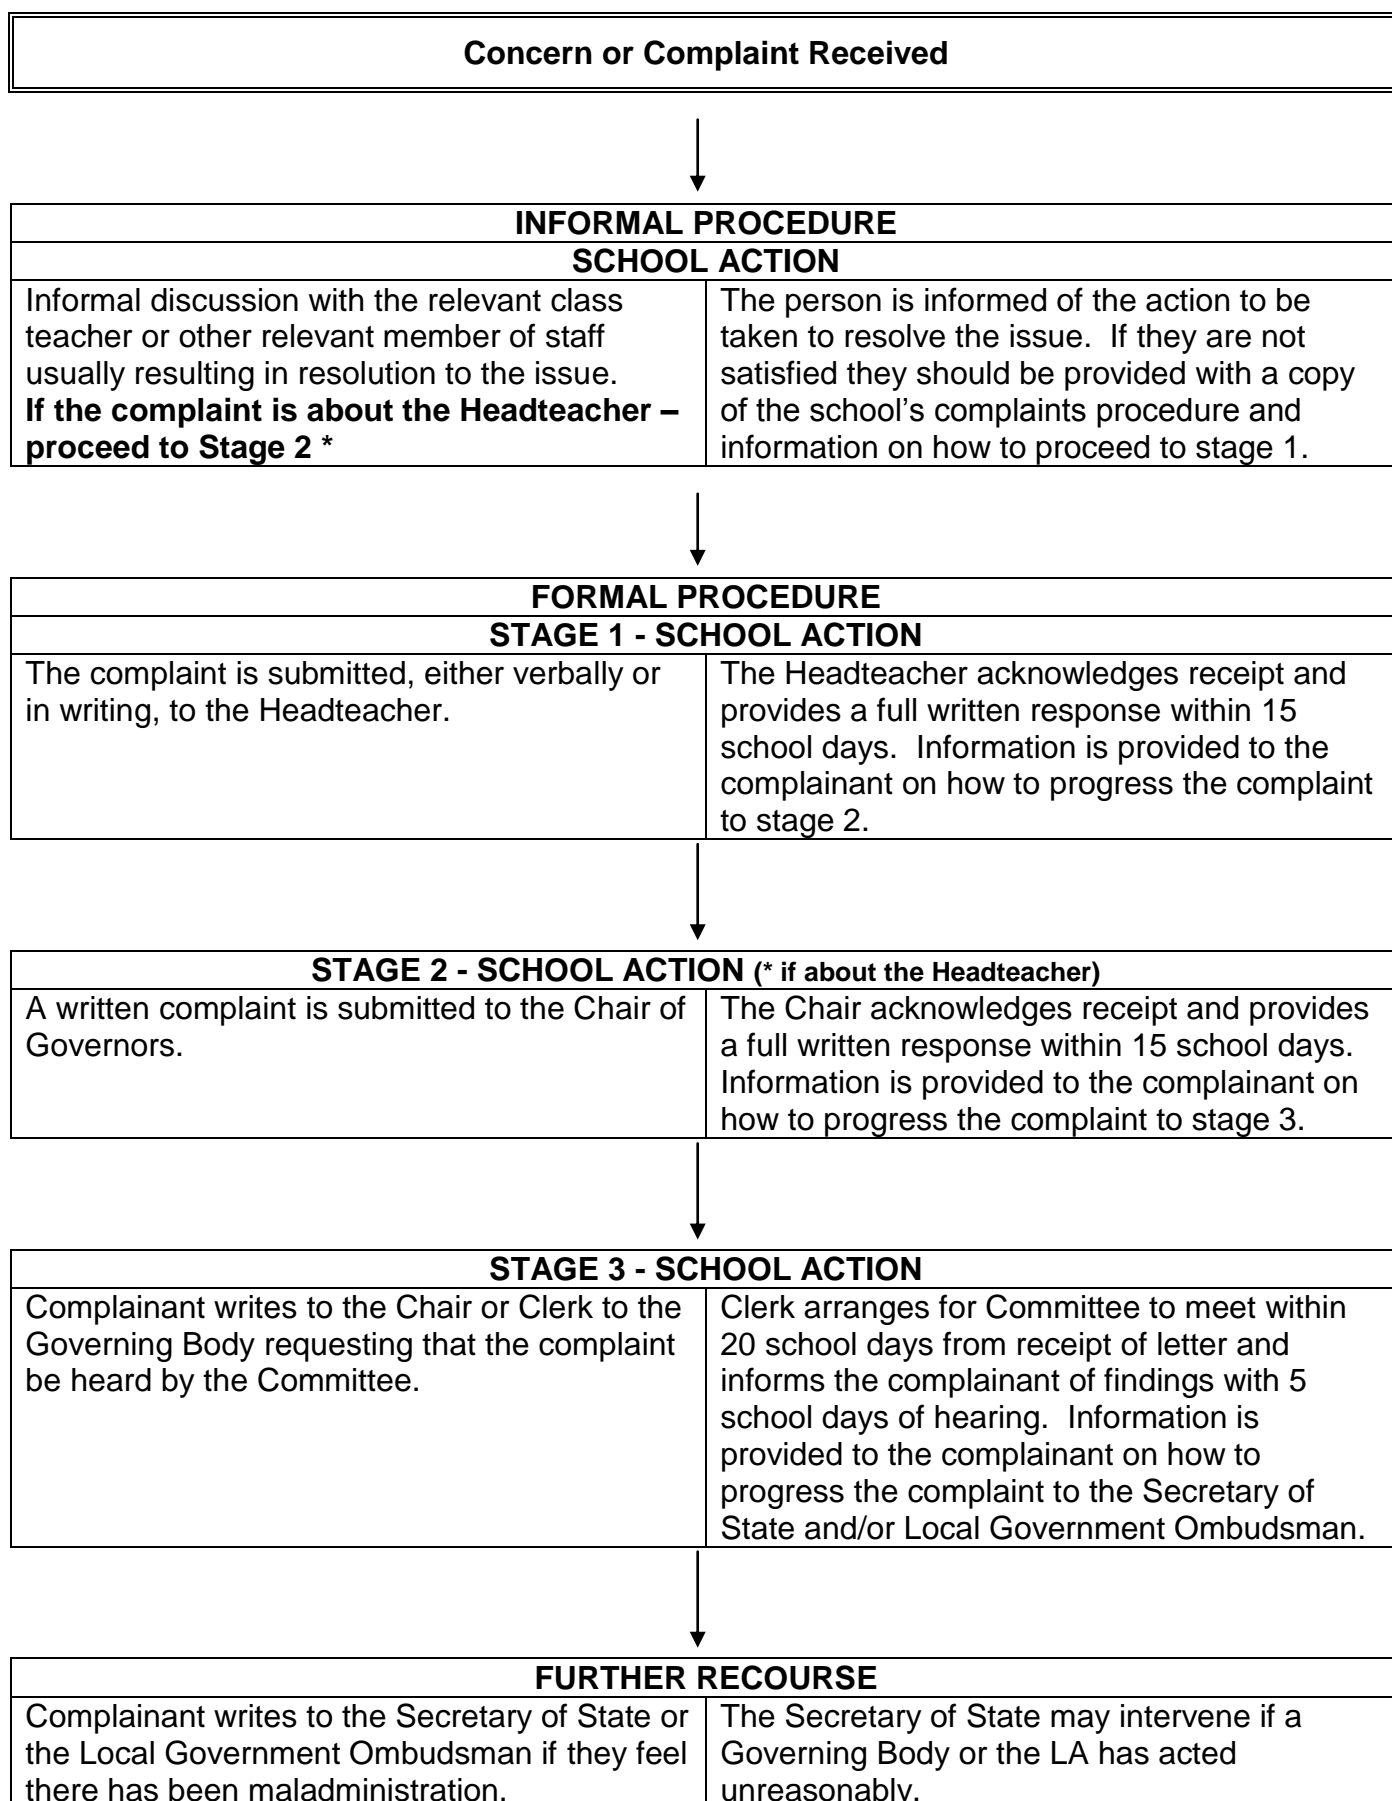 Concern or Complaint Received
INFORMAL PROCEDURE
SCHOOL ACTION
Informal discussion with the relevant class
teacher or other relevant member of staff
usually resulting in resolution to the issue.
If the complaint is about the Headteacher –
proceed to Stage 2 *
The person is informed of the action to be
taken to resolve the issue.  If they are not
satisfied they should be provided with a copy
of the school's complaints procedure and
information on how to proceed to stage 1.
FORMAL PROCEDURE
STAGE 1 - SCHOOL ACTION
The complaint is submitted, either verbally or
in writing, to the Headteacher.
The Headteacher acknowledges receipt and
provides a full written response within 15
school days.  Information is provided to the
complainant on how to progress the complaint
to stage 2.
STAGE 2 - SCHOOL ACTION (* if about the Headteacher)
A written complaint is submitted to the Chair of
Governors.
The Chair acknowledges receipt and provides
a full written response within 15 school days.
Information is provided to the complainant on
how to progress the complaint to stage 3.
STAGE 3 - SCHOOL ACTION
Complainant writes to the Chair or Clerk to the
Governing Body requesting that the complaint
be heard by the Committee.
Clerk arranges for Committee to meet within
20 school days from receipt of letter and
informs the complainant of findings with 5
school days of hearing.  Information is
provided to the complainant on how to
progress the complaint to the Secretary of
State and/or Local Government Ombudsman.
FURTHER RECOURSE
Complainant writes to the Secretary of State or
the Local Government Ombudsman if they feel
there has been maladministration.
The Secretary of State may intervene if a
Governing Body or the LA has acted
unreasonably.